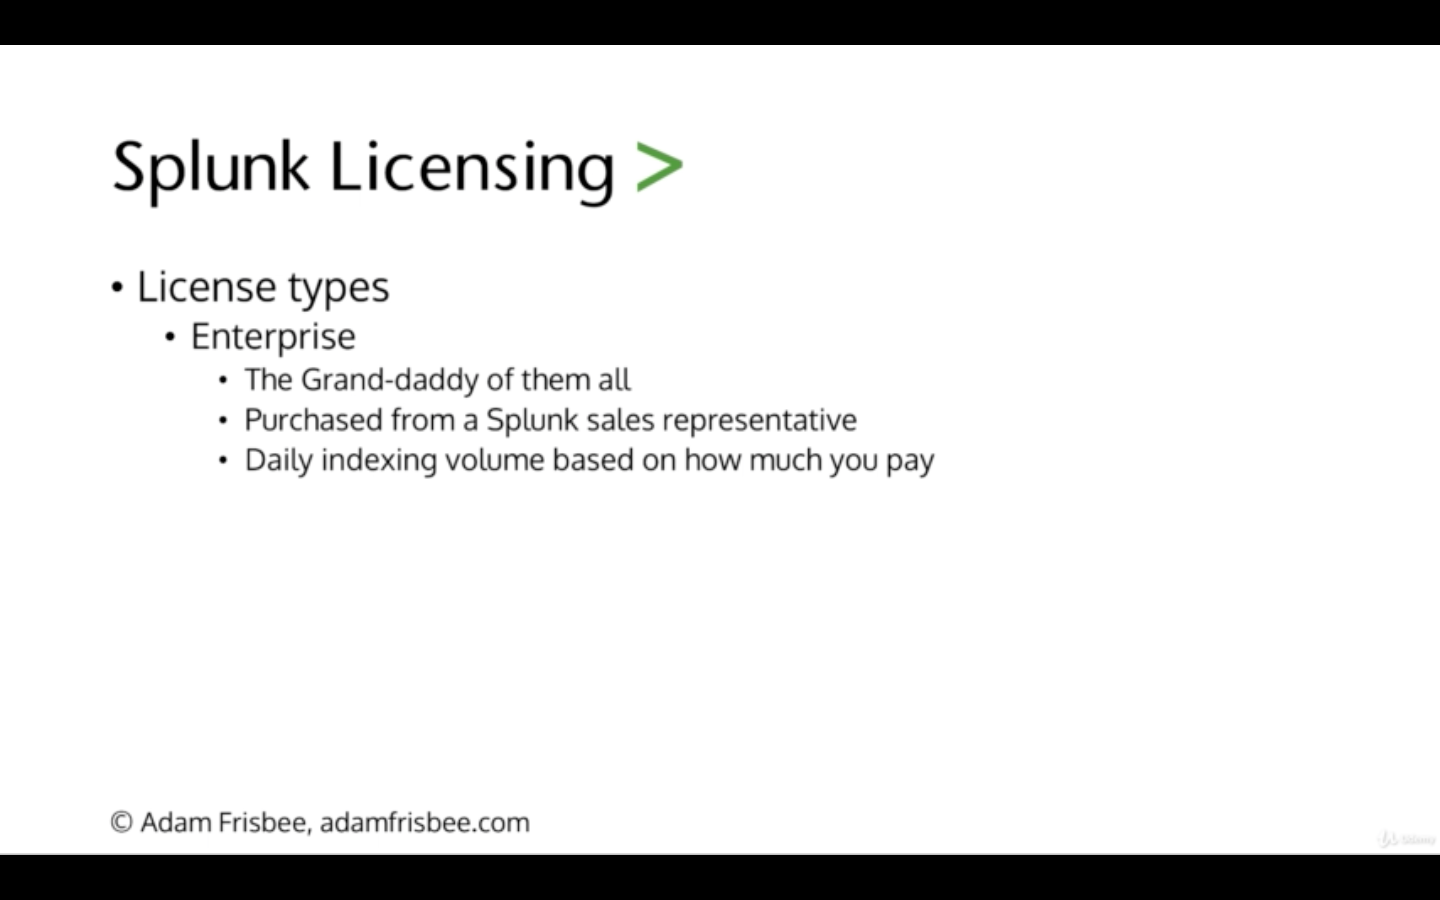 Splunk Licensing >
• License types
• Enterprise
• The Grand-daddy of them all
• Purchased from a Splunk sales representative
• Daily indexing volume based on how much you pay
© Adam Frisbee, adamfrisbee.com
Udemy